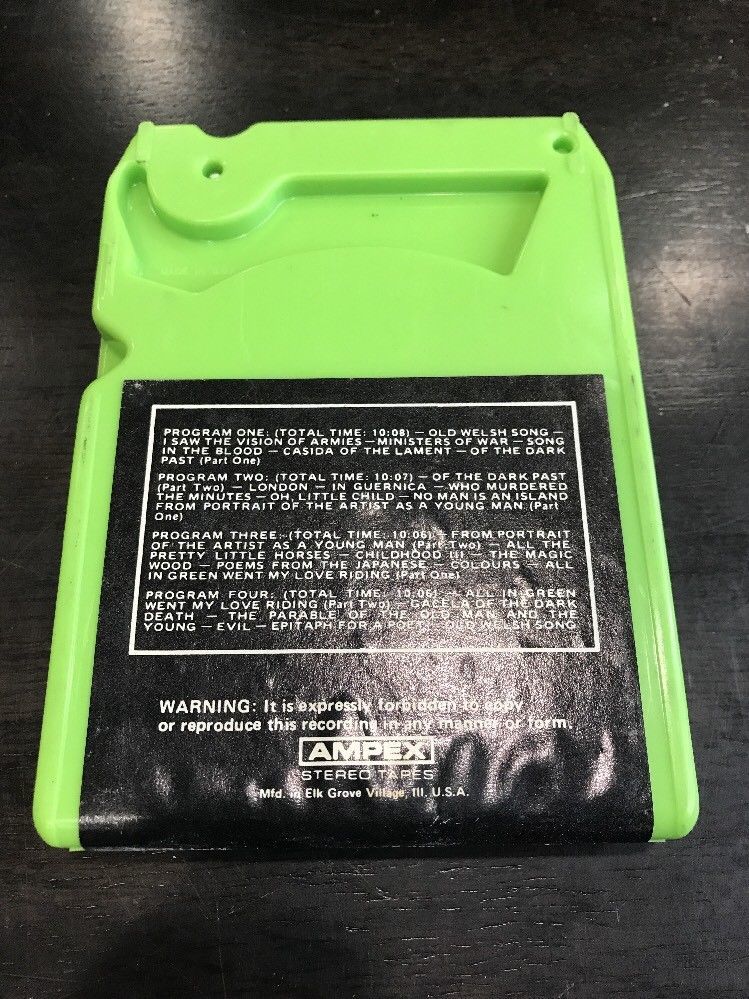 PROGRAM ONE: (TOTAL TIME: 10:08) — OLD WELSH SONG —
I SAW THE VISION OF ARMIES — MINISTERS OF WAR — SONG
IN THE BLOOD — CASIDA OF THE LAMENT — OF THE DARK
PAST (Part One)
PROGRAM TWO: (TOTAL TIME: 10:07) — OF THE DARK PAST
(Part Two) — LONDON — IN GUERNICA — WHO MURDERED
THE MINUTES — OH, LITTLE CHILD — NO MAN IS AN ISLAND
FROM PORTRAIT OF THE ARTIST AS A YOUNG MAN (Part
One)
PROGRAM THREE: (TOTAL TIME: 10:06) — FROM PORTRAIT
OF THE ARTIST AS A YOUNG MAN (Part Two) — ALL THE
PRETTY LITTLE HORSES — CHILDHOOD III — THE MAGIC
WOOD — POEMS FROM THE JAPANESE — COLOURS — ALL
IN GREEN WENT MY LOVE RIDING (Part One)
PROGRAM FOUR: (TOTAL TIME: 10:06) — ALL IN GREEN
WENT MY LOVE RIDING (Part Two) — GACELA OF THE DARK
DEATH — THE PARABLE OF THE OLD MAN AND THE
YOUNG — EVIL — EPITAPH FOR A POET — OLD WELSH SONG
WARNING: It is expressly forbidden to copy
or reproduce this recording in any manner or form.
AMPEX
STEREO TAPES
Mfd. in Elk Grove Village, Ill. U.S.A.